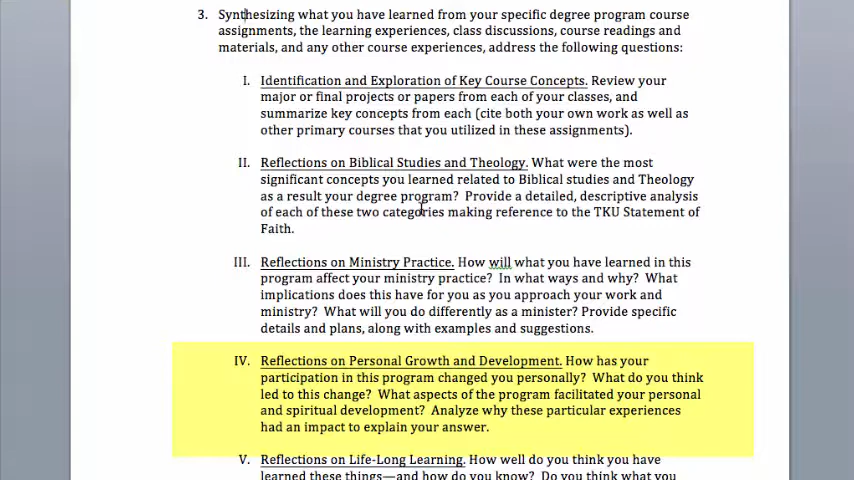 3. Synthesizing what you have learned from your specific degree program course
assignments, the learning experiences, class discussions, course readings and
materials, and any other course experiences, address the following questions:
I. Identification and Exploration of Key Course Concepts. Review your
major or final projects or papers from each of your classes, and
summarize key concepts from each (cite both your own work as well as
other primary courses that you utilized in these assignments).
II. Reflections on Biblical Studies and Theology. What were the most
significant concepts you learned related to Biblical studies and Theology
as a result your degree program? Provide a detailed, descriptive analysis
of each of these two categories making reference to the TKU Statement of
Faith.
III. Reflections on Ministry Practice. How will what you have learned in this
program affect your ministry practice? In what ways and why? What
implications does this have for you as you approach your work and
ministry? What will you do differently as a minister? Provide specific
details and plans, along with examples and suggestions.
IV. Reflections on Personal Growth and Development. How has your
participation in this program changed you personally? What do you think
led to this change? What aspects of the program facilitated your personal
and spiritual development? Analyze why these particular experiences
had an impact to explain your answer.
V. Reflections on Life-Long Learning. How well do you think you have
learned these things—and how do you know? Do you think what you